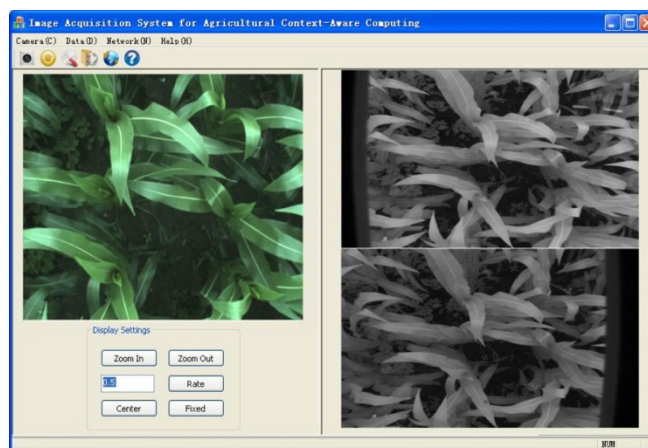 Image Acquisition System for Agricultural Context-Aware Computing
Camera(C) Data(D) Network(N) Help(H)
Display Settings
Zoom In Zoom Out
0.5 Rate
Center Fixed
NUM